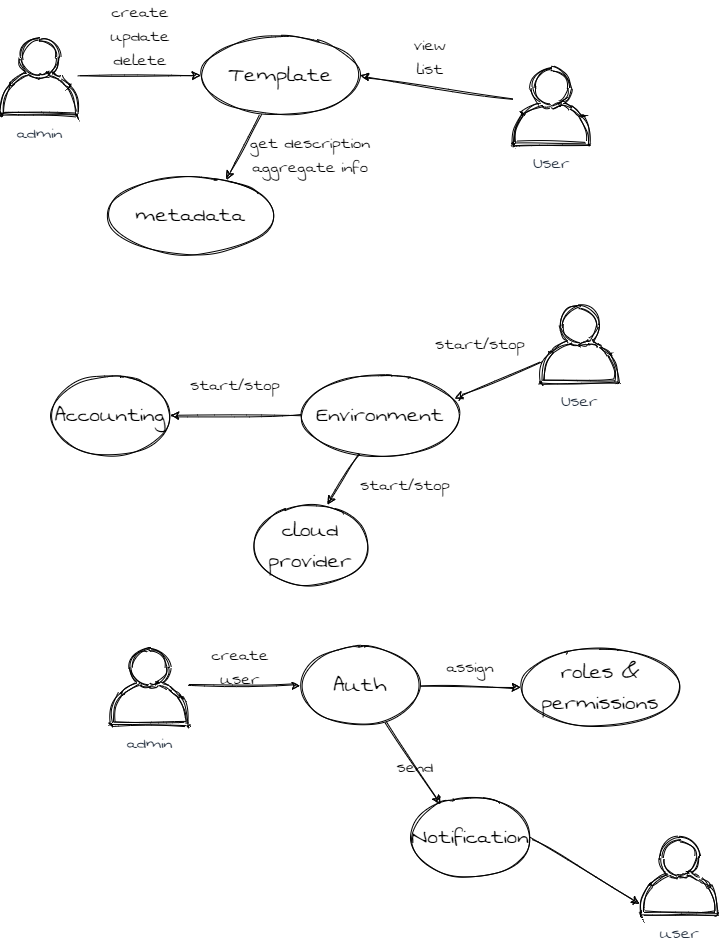 create
update
delete
admin
Template
view
list
User
get description
aggregate info
metadata
start/stop
User
start/stop
Accounting
Environment
start/stop
cloud
provider
create
user
admin
Auth
assign
roles &
permissions
send
Notification
user